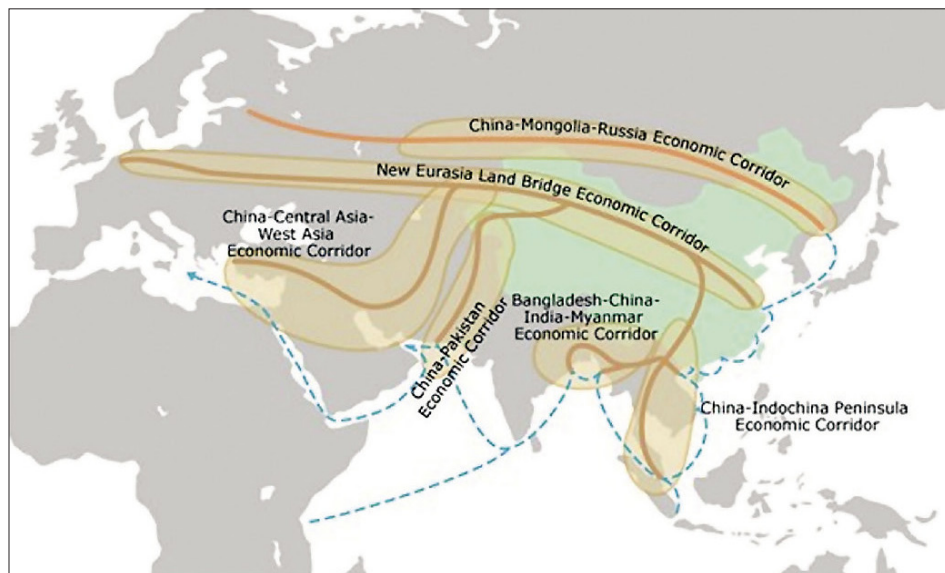 China-Mongolia-Russia Economic Corridor
New Eurasia Land Bridge Economic Corridor
China-Central Asia-
West Asia
Economic Corridor
Bangladesh-China-
India-Myanmar
Economic Corridor
China-Pakistan
Economic Corridor
China-Indochina Peninsula
Economic Corridor